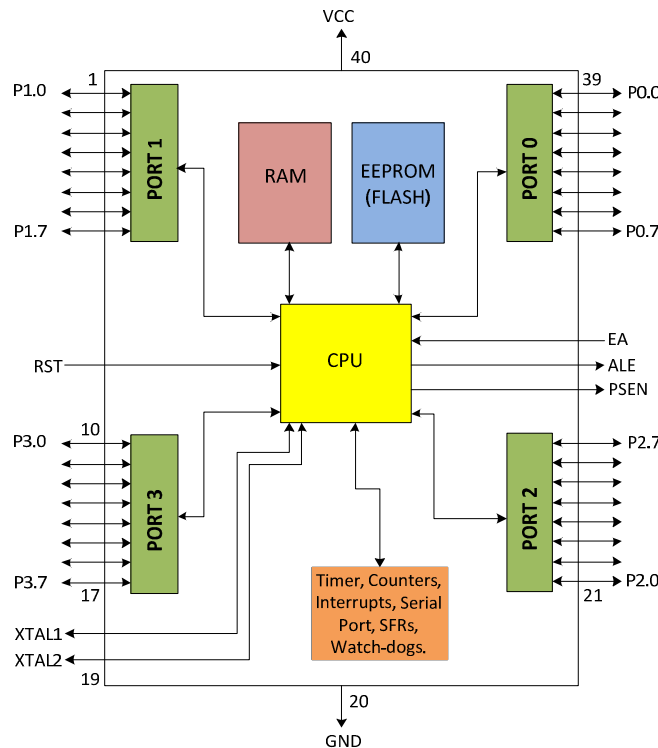 VCC
40
P1.0
1
39
P0.0
PORT 1
RAM
EEPROM
(FLASH)
PORT 0
P1.7
P0.7
EA
CPU
RST
ALE
PSEN
10
P3.0
P2.7
PORT 3
PORT 2
Timer, Counters,
Interrupts, Serial
Port, SFRs,
Watch-dogs.
P3.7
17
21
P2.0
XTAL1
XTAL2
19
20
GND